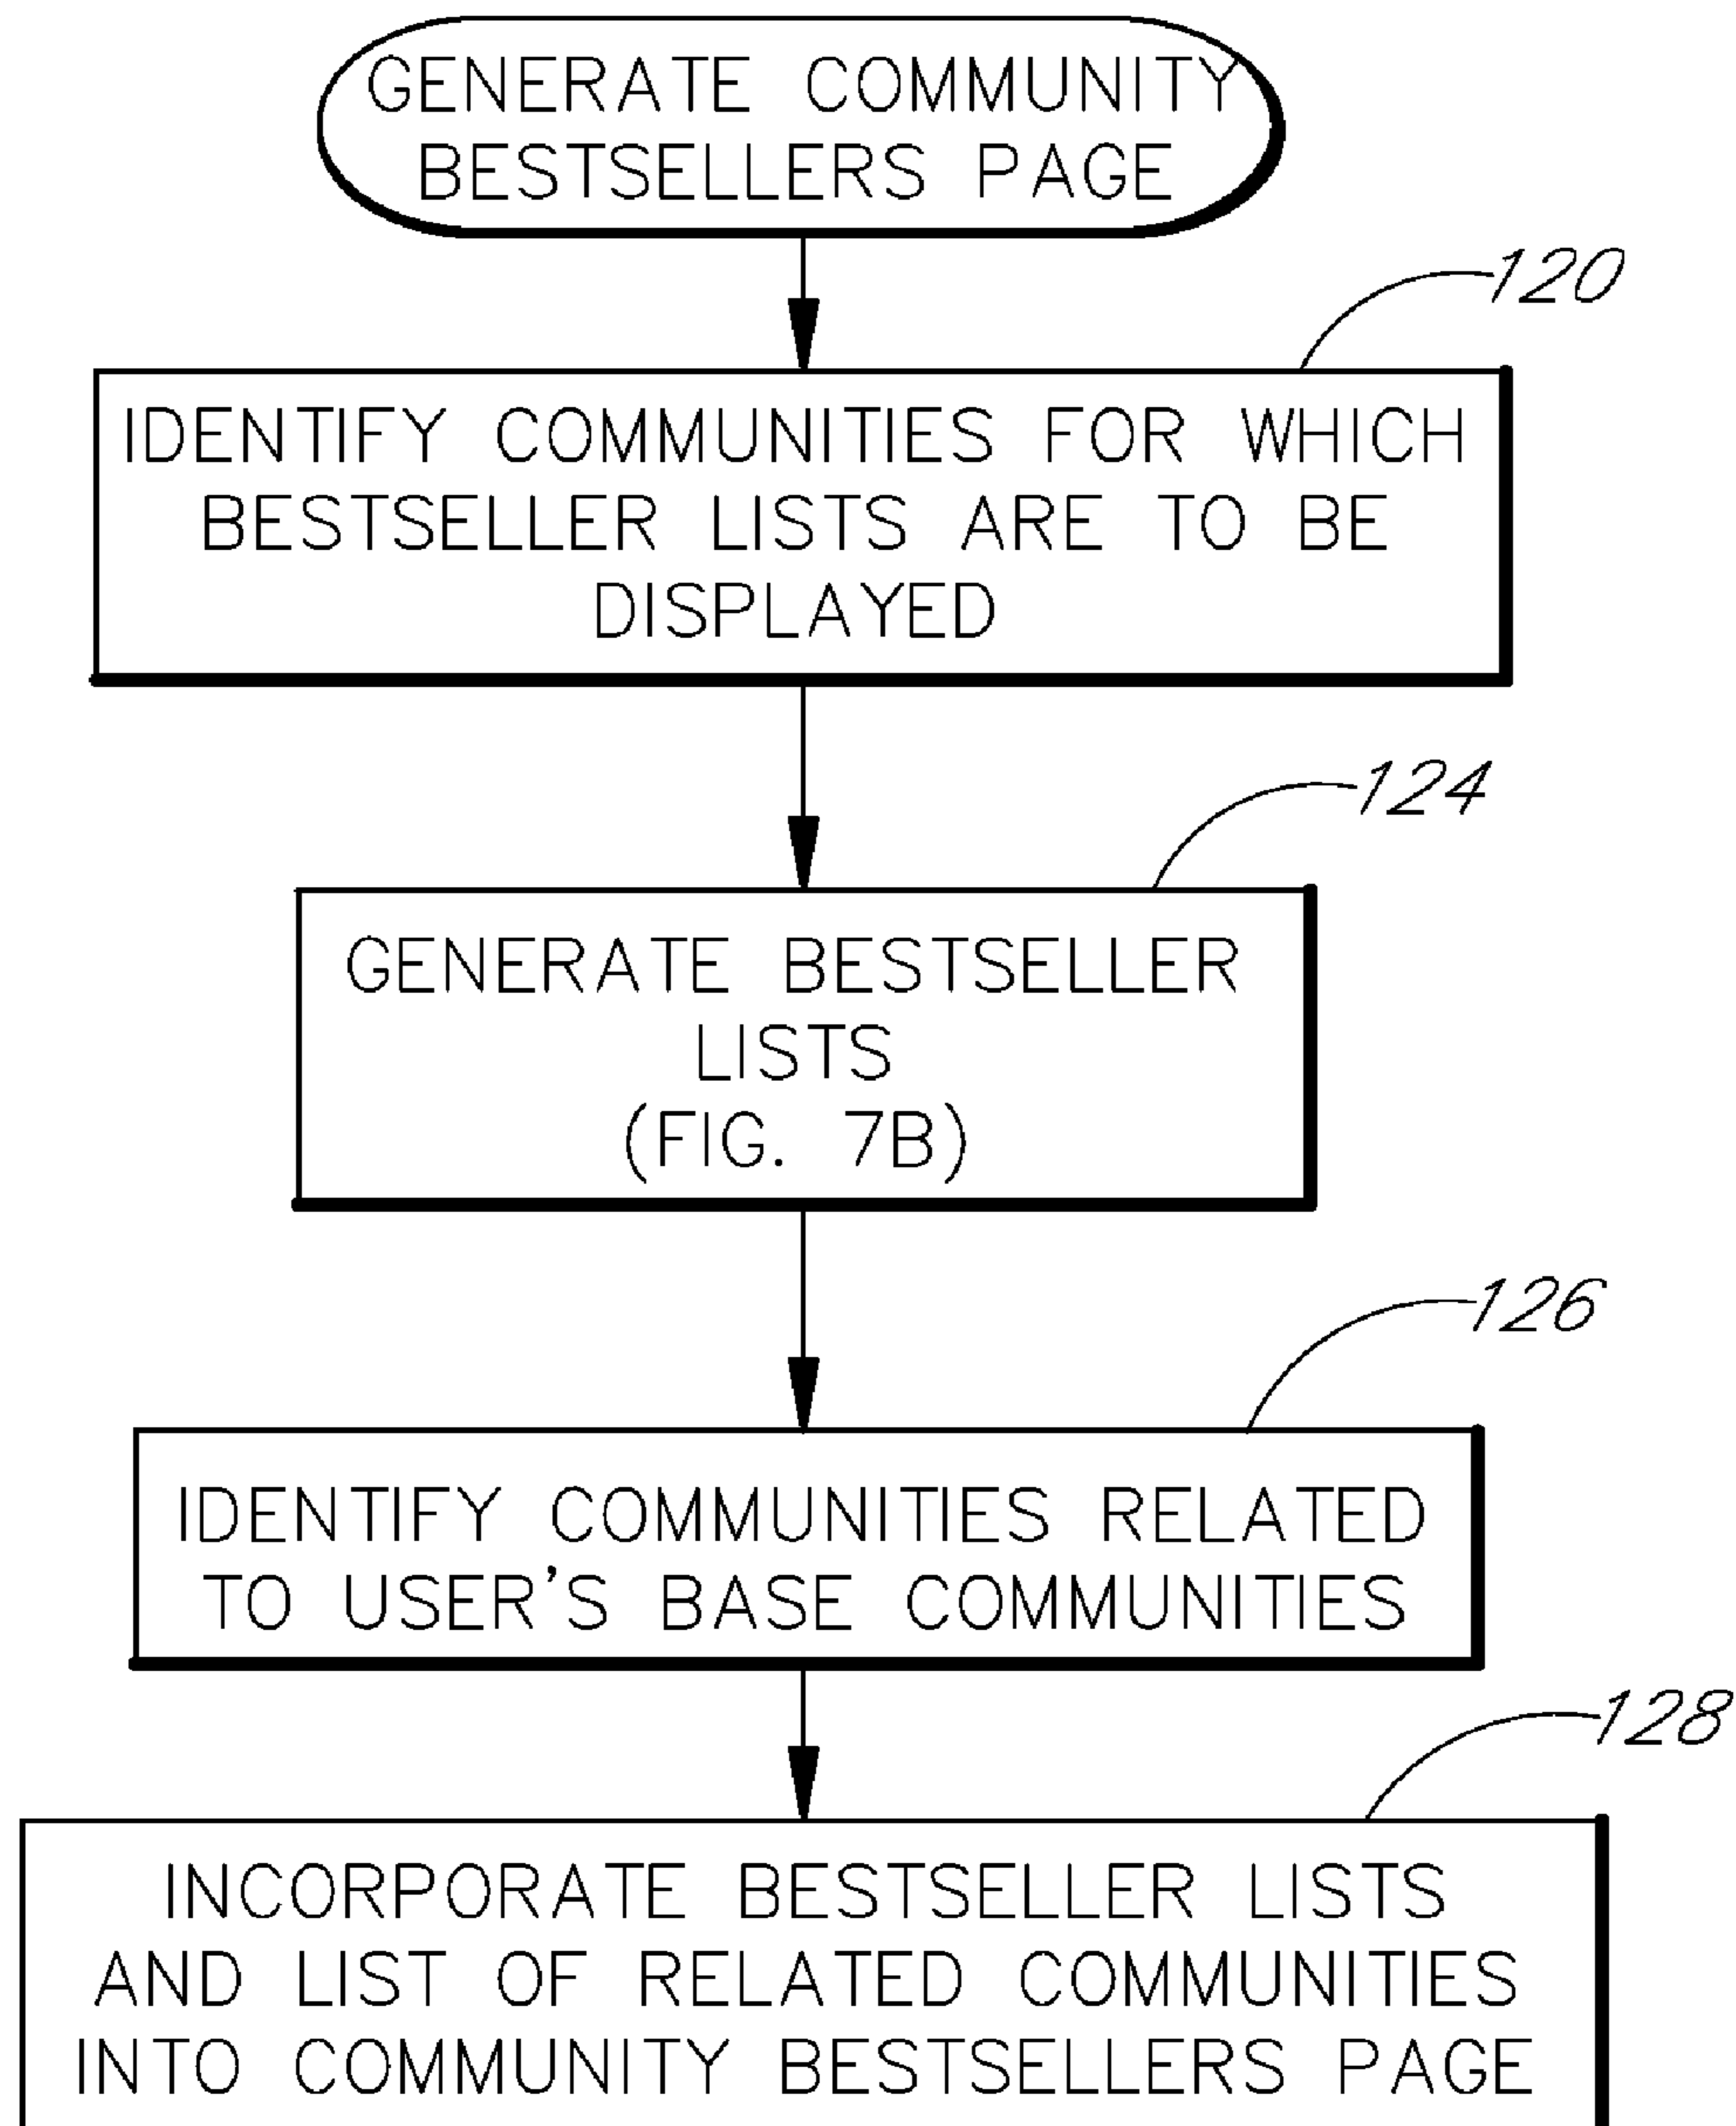 GENERATE COMMUNITY
BESTSELLERS PAGE
120
IDENTIFY COMMUNITIES FOR WHICH
BESTSELLER LISTS ARE TO BE
DISPLAYED
124
GENERATE BESTSELLER
LISTS
(FIG. 7B)
126
IDENTIFY COMMUNITIES RELATED
TO USER'S BASE COMMUNITIES
128
INCORPORATE BESTSELLER LISTS
AND LIST OF RELATED COMMUNITIES
INTO COMMUNITY BESTSELLERS PAGE